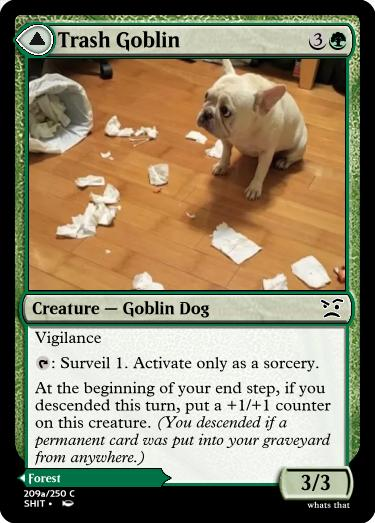 Trash Goblin 3
Creature — Goblin Dog
Vigilance
: Surveil 1. Activate only as a sorcery.
At the beginning of your end step, if you
descended this turn, put a +1/+1 counter
on this creature. (You descended if a
permanent card was put into your graveyard
from anywhere.)
Forest
3/3
209a/250 C
SHIT •
whats that